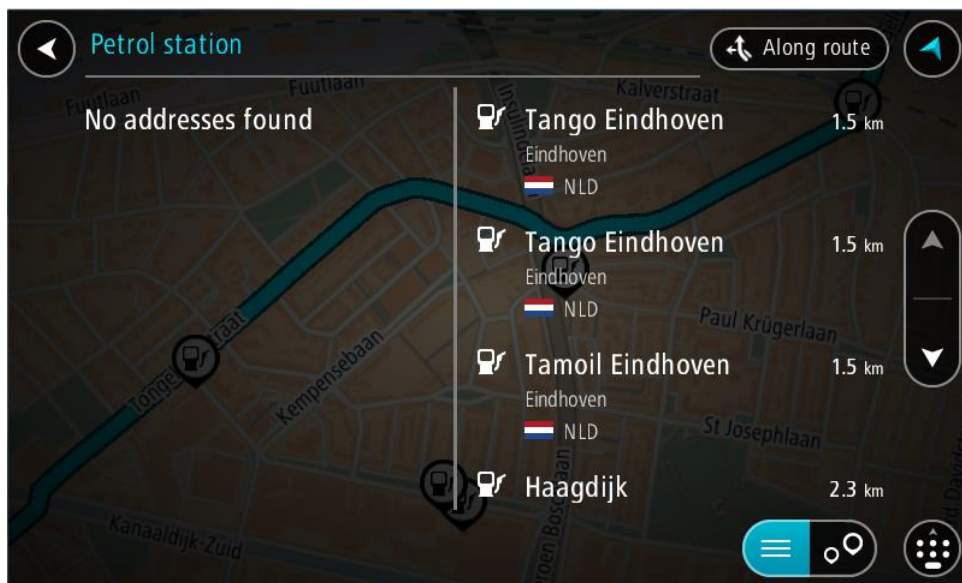 Petrol station
Along route
No addresses found
Tango Eindhoven
1.5 km
Eindhoven
NLD
Tango Eindhoven
1.5 km
Eindhoven
NLD
Tamoil Eindhoven
1.5 km
Eindhoven
NLD
Haagdijk
2.3 km
Fuutlaan
Fuutlaan
Kalverstraat
Kempensebaan
Paul Krügerlaan
St Josephlaan
Kanaaldijk-Zuid